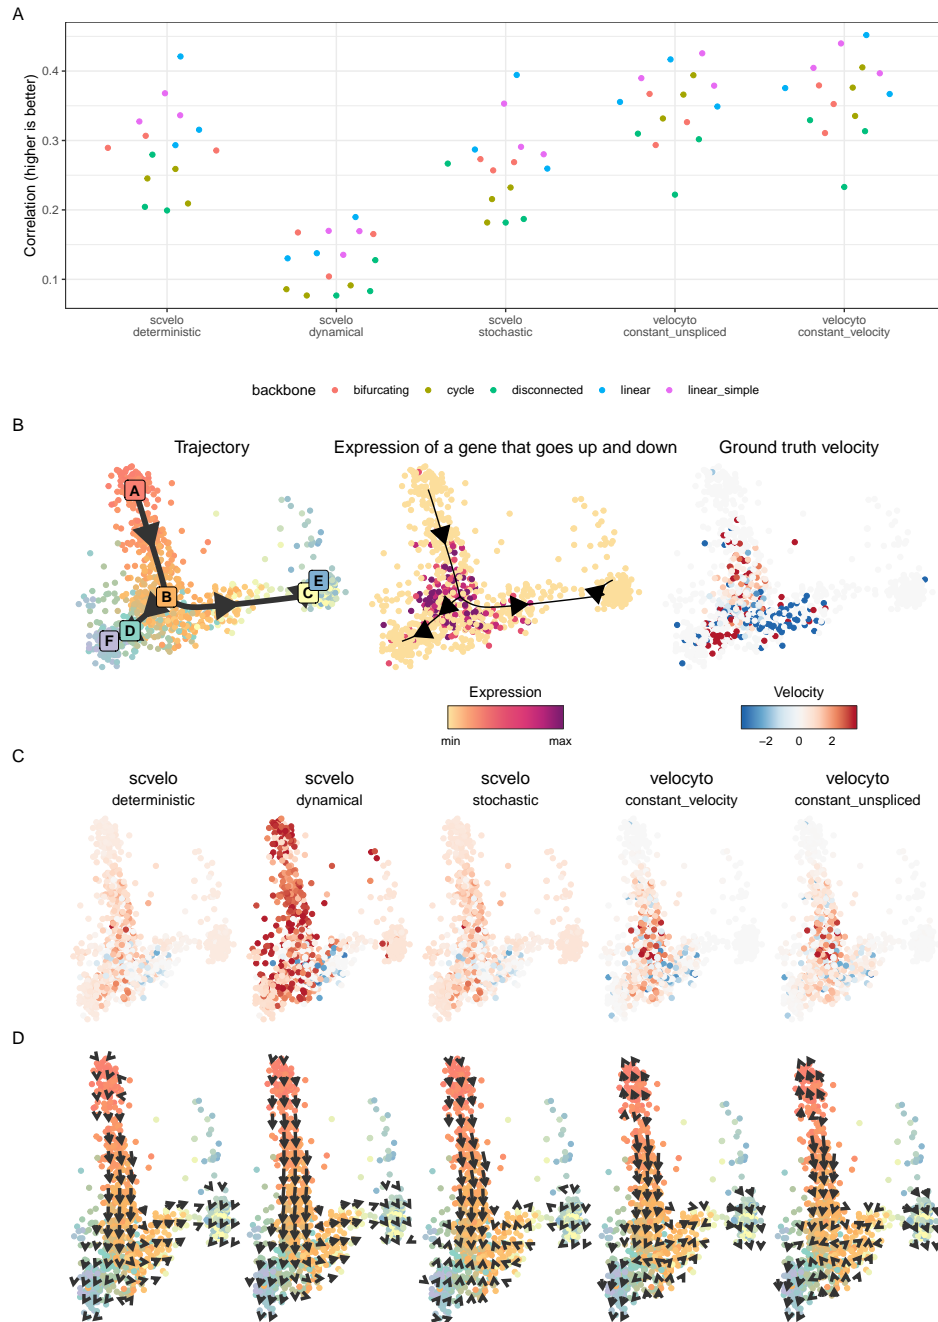 A
Correlation (higher is better)
0.4
0.3
0.2
0.1
scvelo
deterministic
scvelo
dynamical
scvelo
stochastic
velocyto
constant_unspliced
velocyto
constant_velocity
backbone bifurcating cycle disconnected linear linear_simple
B
Trajectory
Expression of a gene that goes up and down
Ground truth velocity
A
B
C
E
D
F
Expression
min max
Velocity
−2 0 2
C
scvelo
deterministic
scvelo
dynamical
scvelo
stochastic
velocyto
constant_velocity
velocyto
constant_unspliced
D